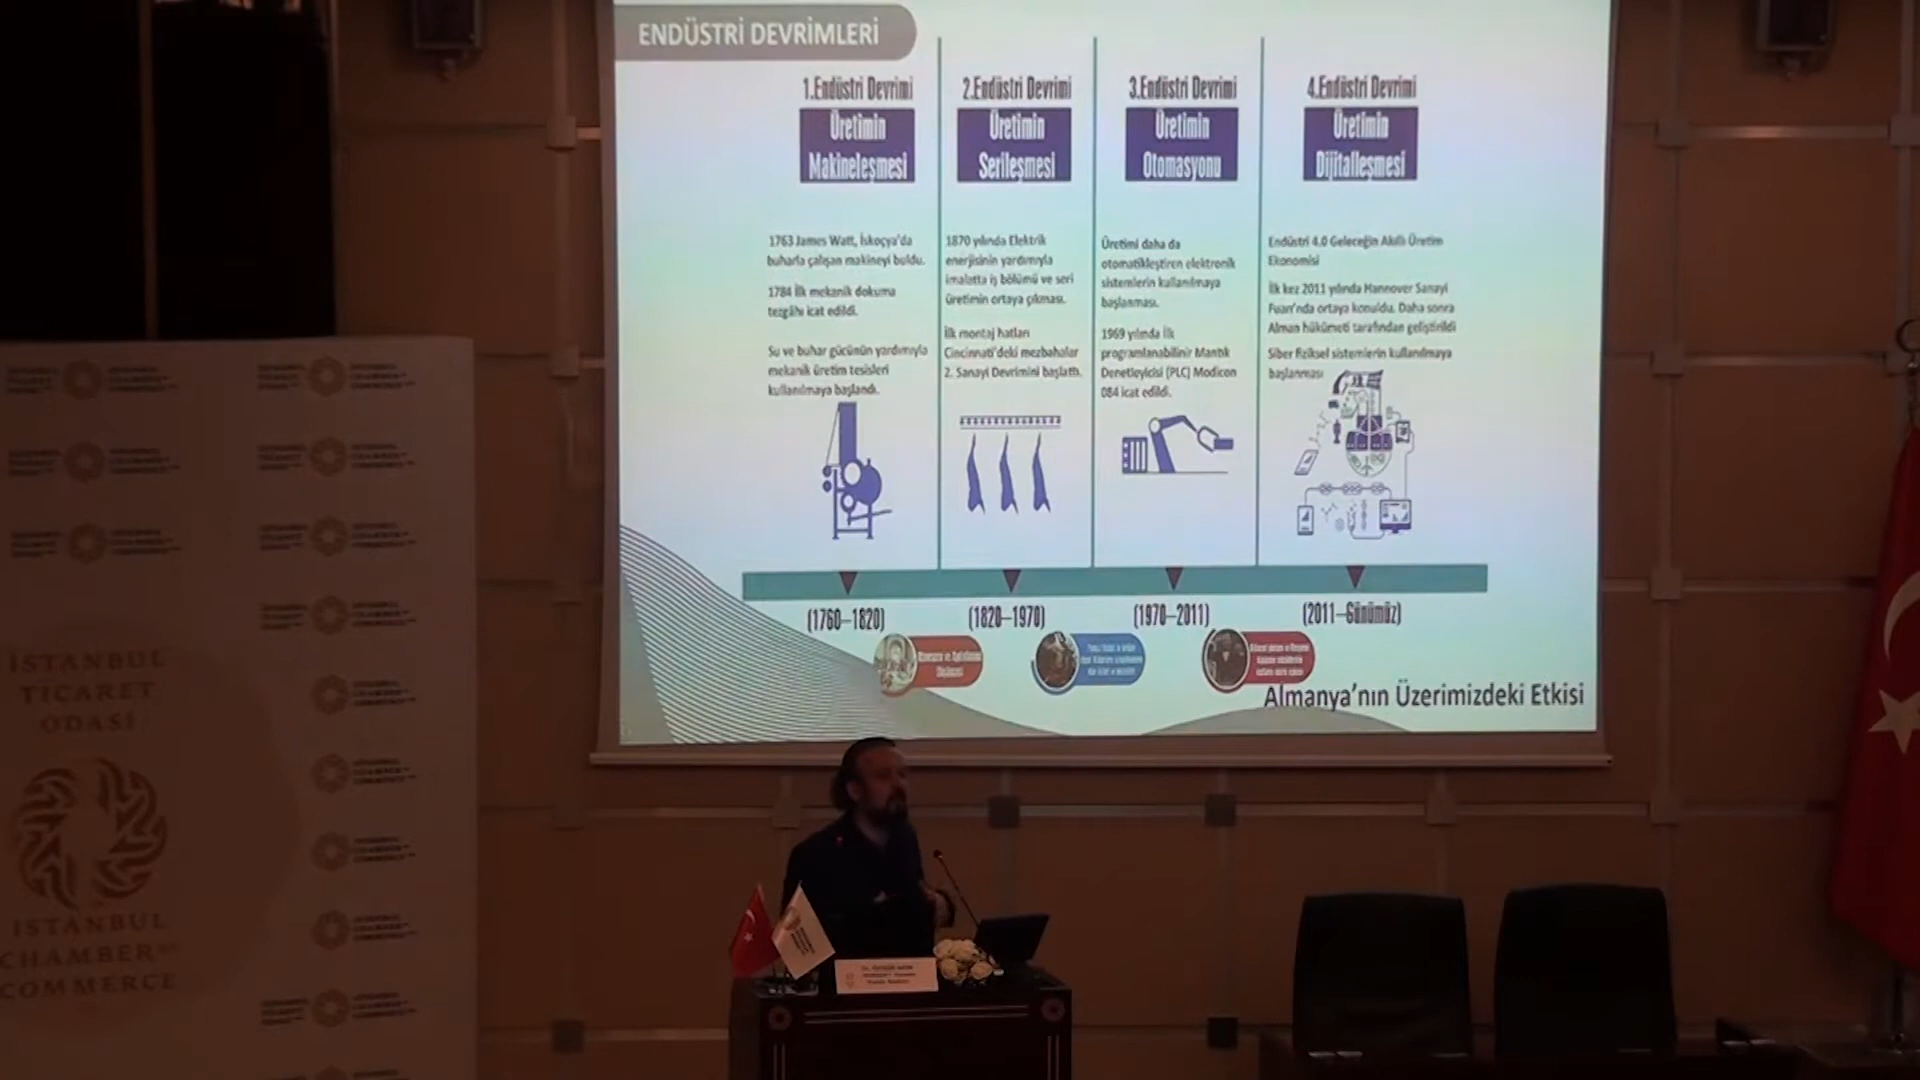 ENDÜSTRİ DEVRİMLERİ
1.Endüstri Devrimi
Üretimin
Makineleşmesi
1763 James Watt, İskoçya'da
buharla çalışan makineyi buldu.
1784 İlk mekanik dokuma
tezgâhı icat edildi.
Su ve buhar gücünün yardımıyla
mekanik üretim tesisleri
kullanılmaya başlandı.
(1760–1820)
2.Endüstri Devrimi
Üretimin
Serileşmesi
1870 yılında Elektrik
enerjisinin yardımıyla
imalatta iş bölümü ve seri
üretimin ortaya çıkması.
İlk montaj hatları
Cincinnati'deki mezbahalar
2. Sanayi Devrimini başlattı.
(1820–1970)
3.Endüstri Devrimi
Üretimin
Otomasyonu
Üretimi daha da
otomatikleştiren elektronik
sistemlerin kullanılmaya
başlanması.
1969 yılında İlk
programlanabilinir Mantık
Denetleyicisi (PLC) Modicon
084 icat edildi.
(1970–2011)
4.Endüstri Devrimi
Üretimin
Dijitalleşmesi
Endüstri 4.0 Geleceğin Akıllı Üretim
Ekonomisi
İlk kez 2011 yılında Hannover Sanayi
Fuarı'nda ortaya konuldu. Daha sonra
Alman hükümeti tarafından geliştirildi
Siber fiziksel sistemlerin kullanılmaya
başlanması
(2011–Günümüz)
Almanya'nın Üzerimizdeki Etkisi
İSTANBUL
TİCARET
ODASI
ISTANBUL
CHAMBER OF
COMMERCE